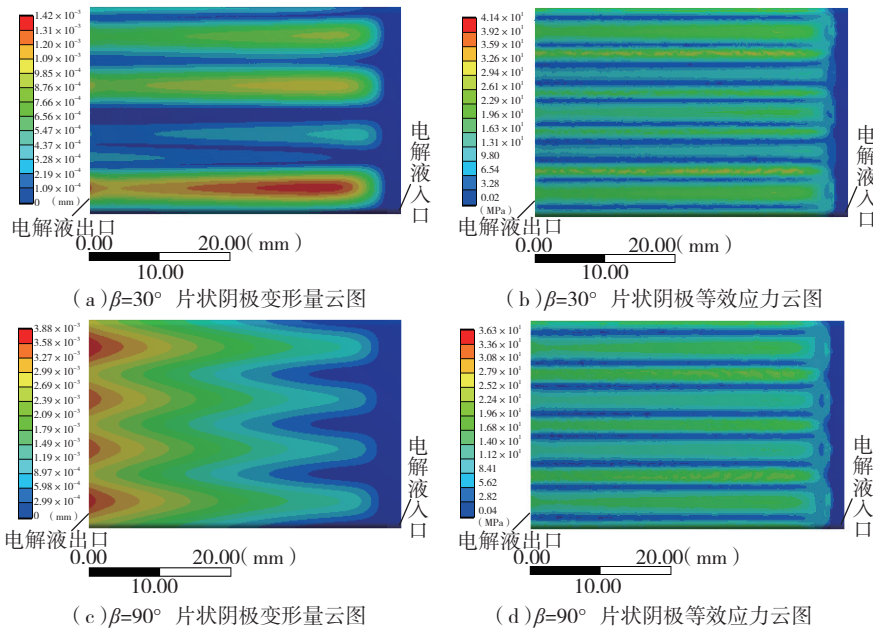 1.42×10⁻³
1.31×10⁻³
1.20×10⁻³
1.09×10⁻³
9.85×10⁻⁴
8.76×10⁻⁴
7.66×10⁻⁴
6.57×10⁻⁴
5.47×10⁻⁴
4.37×10⁻⁴
3.28×10⁻⁴
2.19×10⁻⁴
1.09×10⁻⁴
0 (mm)
电解液出口
电解液入口
0.00 20.00(mm)
10.00
(a)β=30° 片状阴极变形量云图
4.14×10¹
3.92×10¹
3.59×10¹
3.26×10¹
2.94×10¹
2.61×10¹
2.29×10¹
1.96×10¹
1.63×10¹
1.31×10¹
9.80
6.54
3.28
0.02
(MPa)
电解液出口
电解液入口
0.00 20.00(mm)
10.00
(b)β=30° 片状阴极等效应力云图
3.88×10⁻³
3.58×10⁻³
3.27×10⁻³
2.99×10⁻³
2.69×10⁻³
2.39×10⁻³
2.09×10⁻³
1.79×10⁻³
1.49×10⁻³
1.19×10⁻³
8.97×10⁻⁴
5.98×10⁻⁴
2.99×10⁻⁴
0 (mm)
电解液出口
电解液入口
0.00 20.00(mm)
10.00
(c)β=90° 片状阴极变形量云图
3.63×10¹
3.36×10¹
3.08×10¹
2.79×10¹
2.52×10¹
2.24×10¹
1.96×10¹
1.68×10¹
1.40×10¹
1.12×10¹
8.41
5.62
2.82
0.04
(MPa)
电解液出口
电解液入口
0.00 20.00(mm)
10.00
(d)β=90° 片状阴极等效应力云图